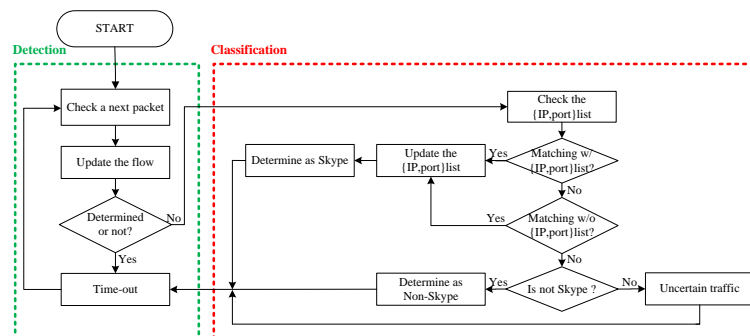 START
Detection
Classification
Check a next packet
Check the
{IP,port}list
Update the flow
Determine as Skype
Update the
{IP,port}list
Yes
Matching w/
{IP,port}list?
No
Determined
or not?
No
Yes
Matching w/o
{IP,port}list?
Yes
No
Time-out
Determine as
Non-Skype
Yes
Is not Skype ?
No
Uncertain traffic